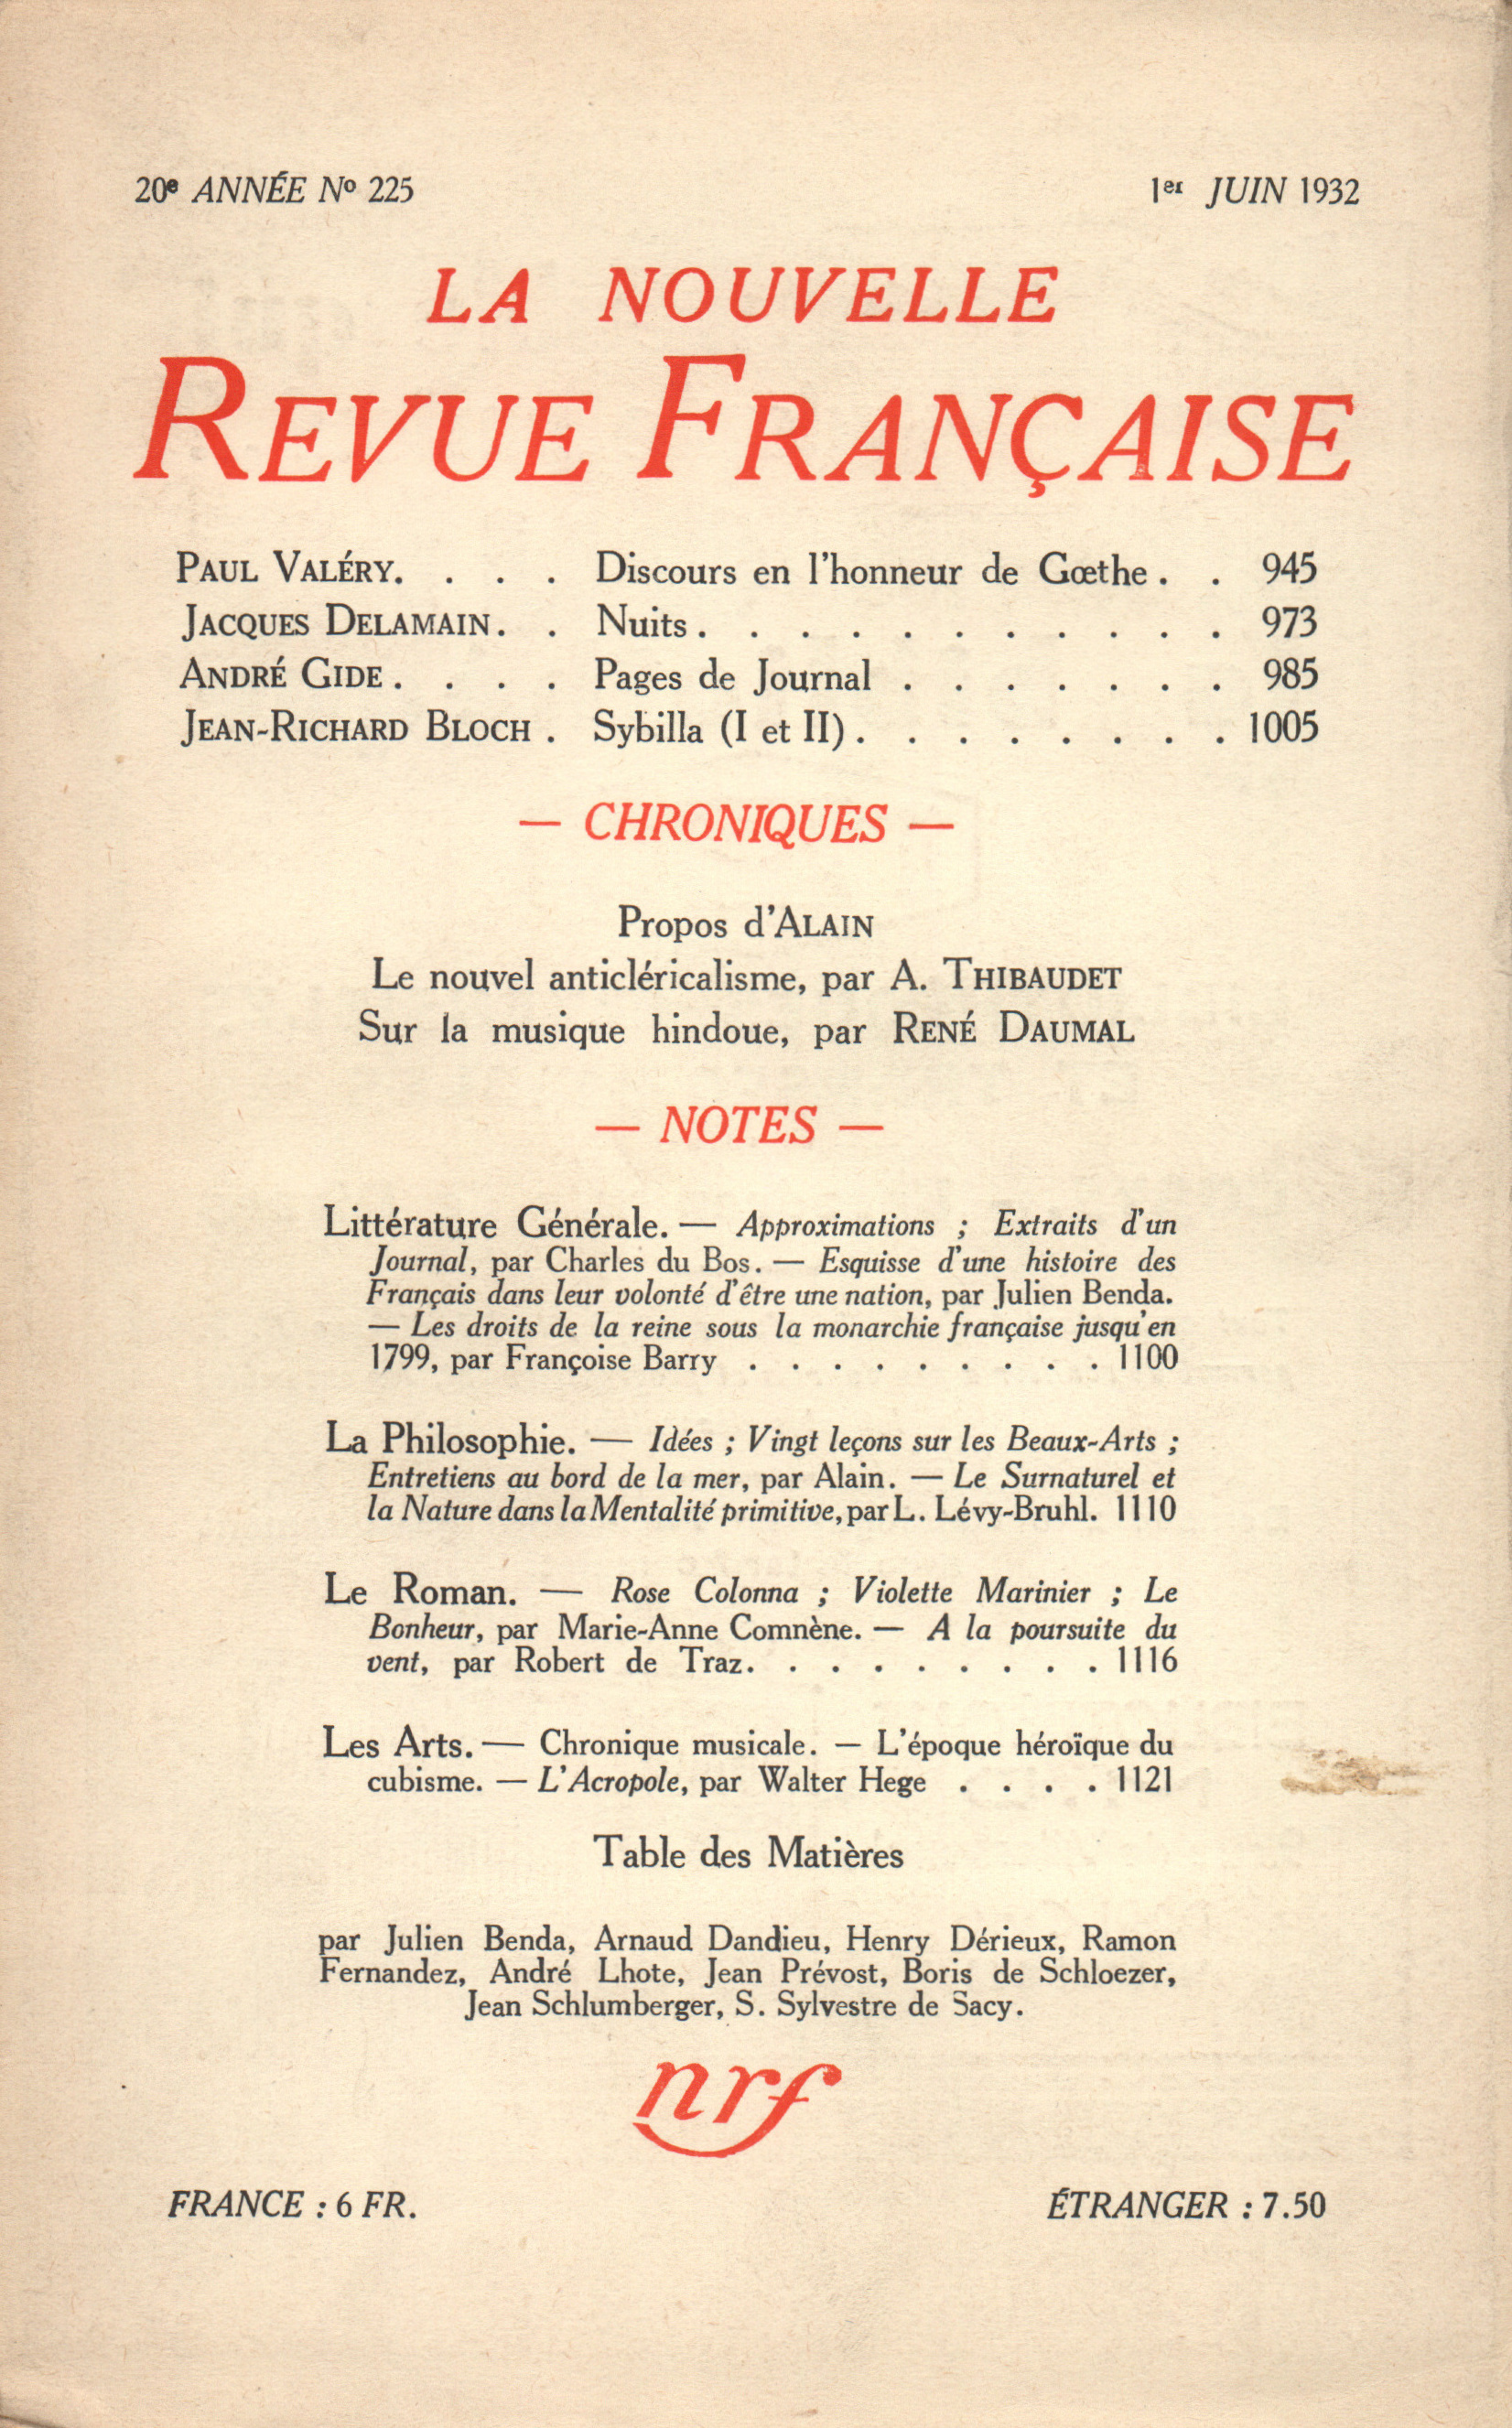 20e ANNÉE No 225
1er JUIN 1932
LA NOUVELLE
REVUE FRANÇAISE
PAUL VALÉRY. . . . Discours en l'honneur de Gœthe . . 945
JACQUES DELAMAIN. . Nuits . . . . . . . . . . . 973
ANDRÉ GIDE . . . . Pages de Journal . . . . . . . 985
JEAN-RICHARD BLOCH . Sybilla (I et II) . . . . . . . . 1005
— CHRONIQUES —
Propos d'ALAIN
Le nouvel anticléricalisme, par A. THIBAUDET
Sur la musique hindoue, par RENÉ DAUMAL
— NOTES —
Littérature Générale. — Approximations ; Extraits d'un
Journal, par Charles du Bos. — Esquisse d'une histoire des
Français dans leur volonté d'être une nation, par Julien Benda.
— Les droits de la reine sous la monarchie française jusqu'en
1799, par Françoise Barry . . . . . . . . . 1100
La Philosophie. — Idées ; Vingt leçons sur les Beaux-Arts ;
Entretiens au bord de la mer, par Alain. — Le Surnaturel et
la Nature dans la Mentalité primitive, par L. Lévy-Bruhl. 1110
Le Roman. — Rose Colonna ; Violette Marinier ; Le
Bonheur, par Marie-Anne Comnène. — A la poursuite du
vent, par Robert de Traz. . . . . . . . . 1116
Les Arts. — Chronique musicale. — L'époque héroïque du
cubisme. — L'Acropole, par Walter Hege . . . . 1121
Table des Matières
par Julien Benda, Arnaud Dandieu, Henry Dérieux, Ramon
Fernandez, André Lhote, Jean Prévost, Boris de Schloezer,
Jean Schlumberger, S. Sylvestre de Sacy.
nrf
FRANCE : 6 FR.
ÉTRANGER : 7.50